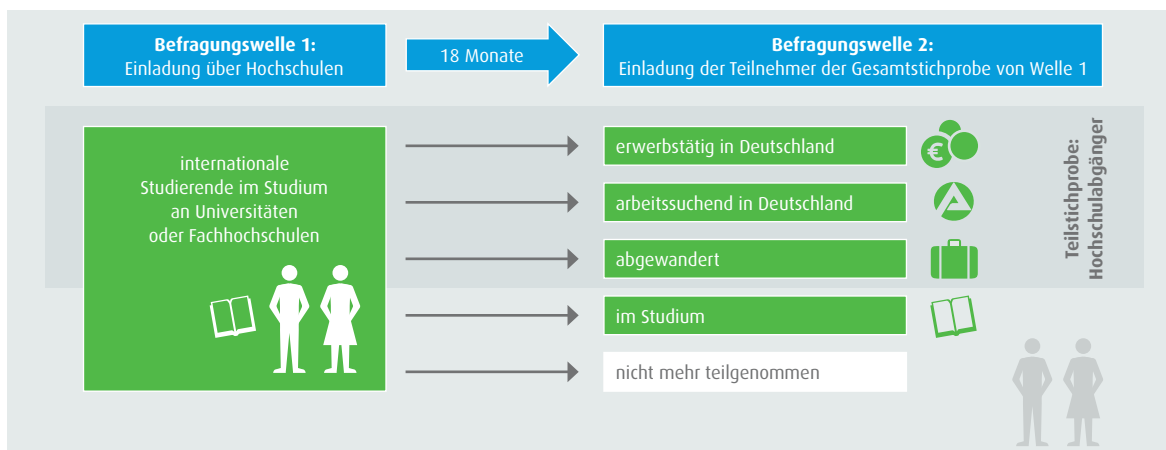 Befragungswelle 1:
Einladung über Hochschulen
18 Monate
Befragungswelle 2:
Einladung der Teilnehmer der Gesamtstichprobe von Welle 1
internationale
Studierende im Studium
an Universitäten
oder Fachhochschulen
erwerbstätig in Deutschland
€
arbeitssuchend in Deutschland
abgewandert
im Studium
nicht mehr teilgenommen
Teilstichprobe:
Hochschulabgänger